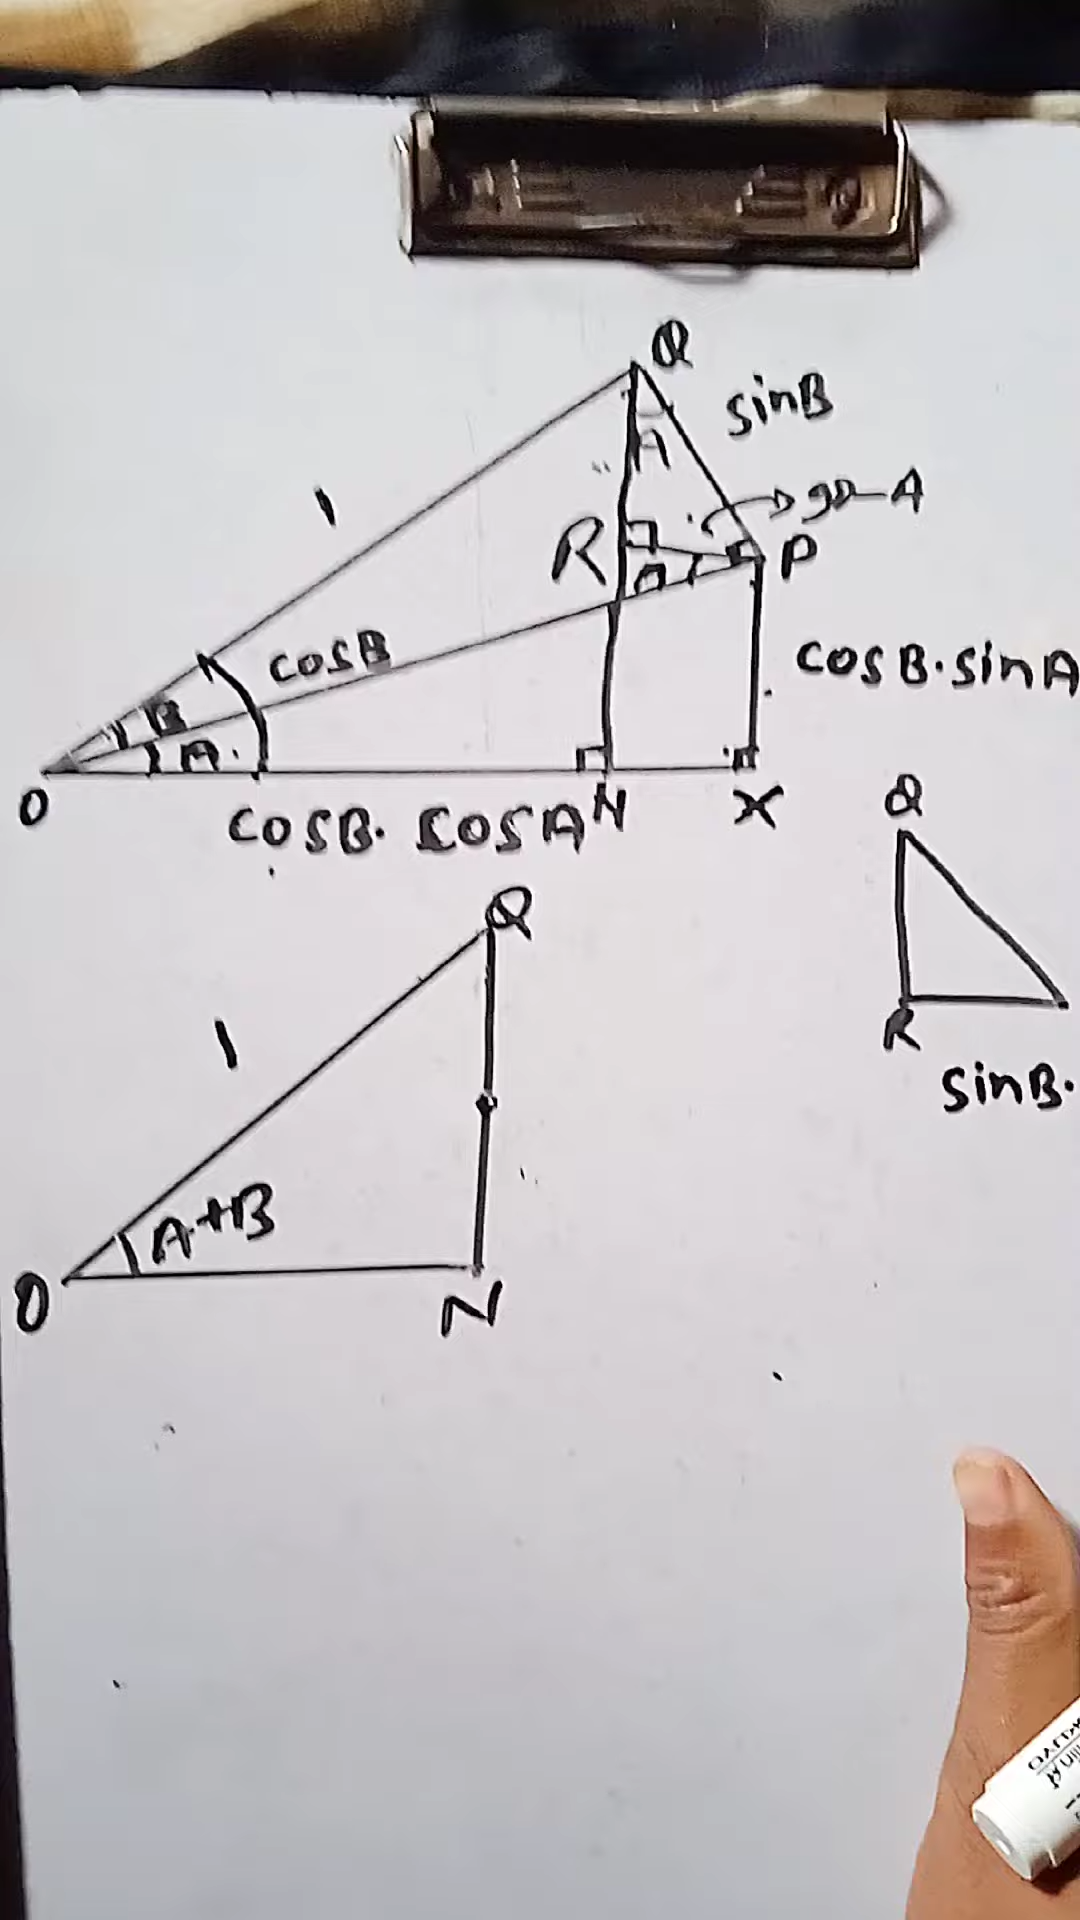 Q
sinB
A
1
90-A
R
P
A
cosB
cosB.sinA
B
A
O
N
X
cosB. cosA
Q
Q
1
R
sinB.
A+B
O
N